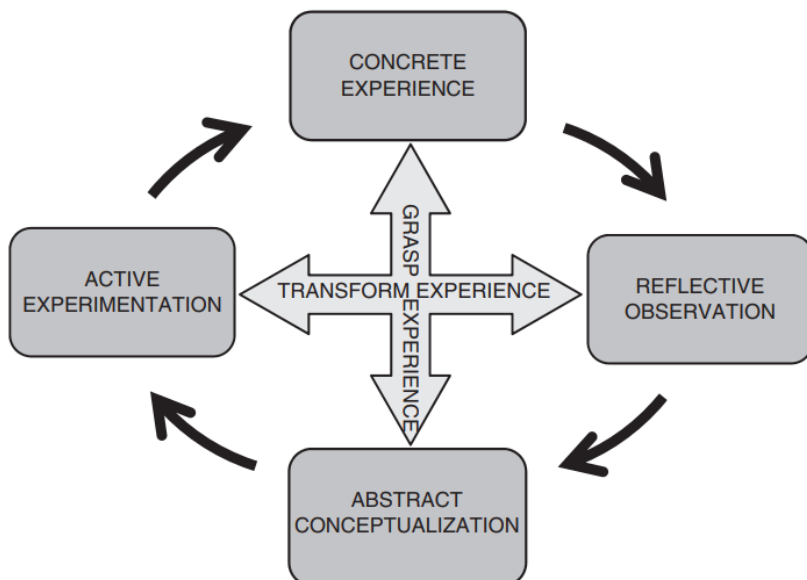 CONCRETE
EXPERIENCE
ACTIVE
EXPERIMENTATION
GRASP EXPERIENCE
TRANSFORM EXPERIENCE
REFLECTIVE
OBSERVATION
ABSTRACT
CONCEPTUALIZATION